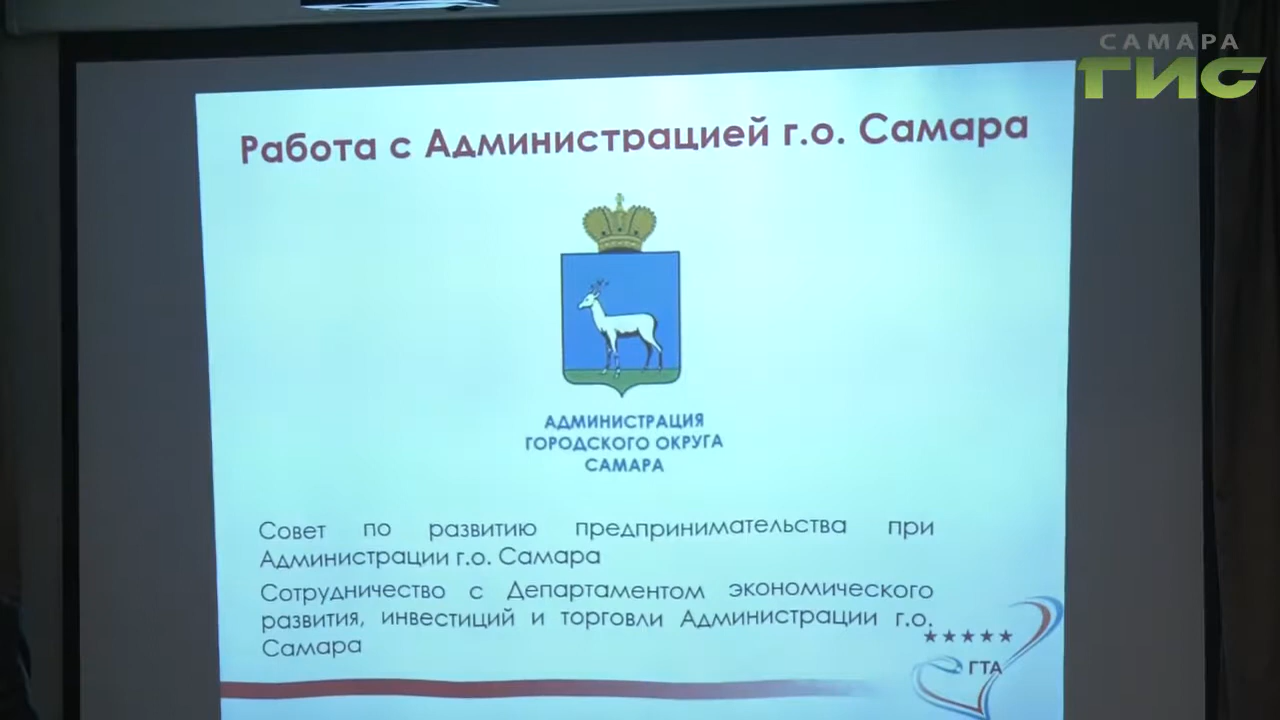 САМАРА
ГИС
Работа с Администрацией г.о. Самара
АДМИНИСТРАЦИЯ
ГОРОДСКОГО ОКРУГА
САМАРА
Совет по развитию предпринимательства при
Администрации г.о. Самара
Сотрудничество с Департаментом экономического
развития, инвестиций и торговли Администрации г.о.
Самара
ГТА